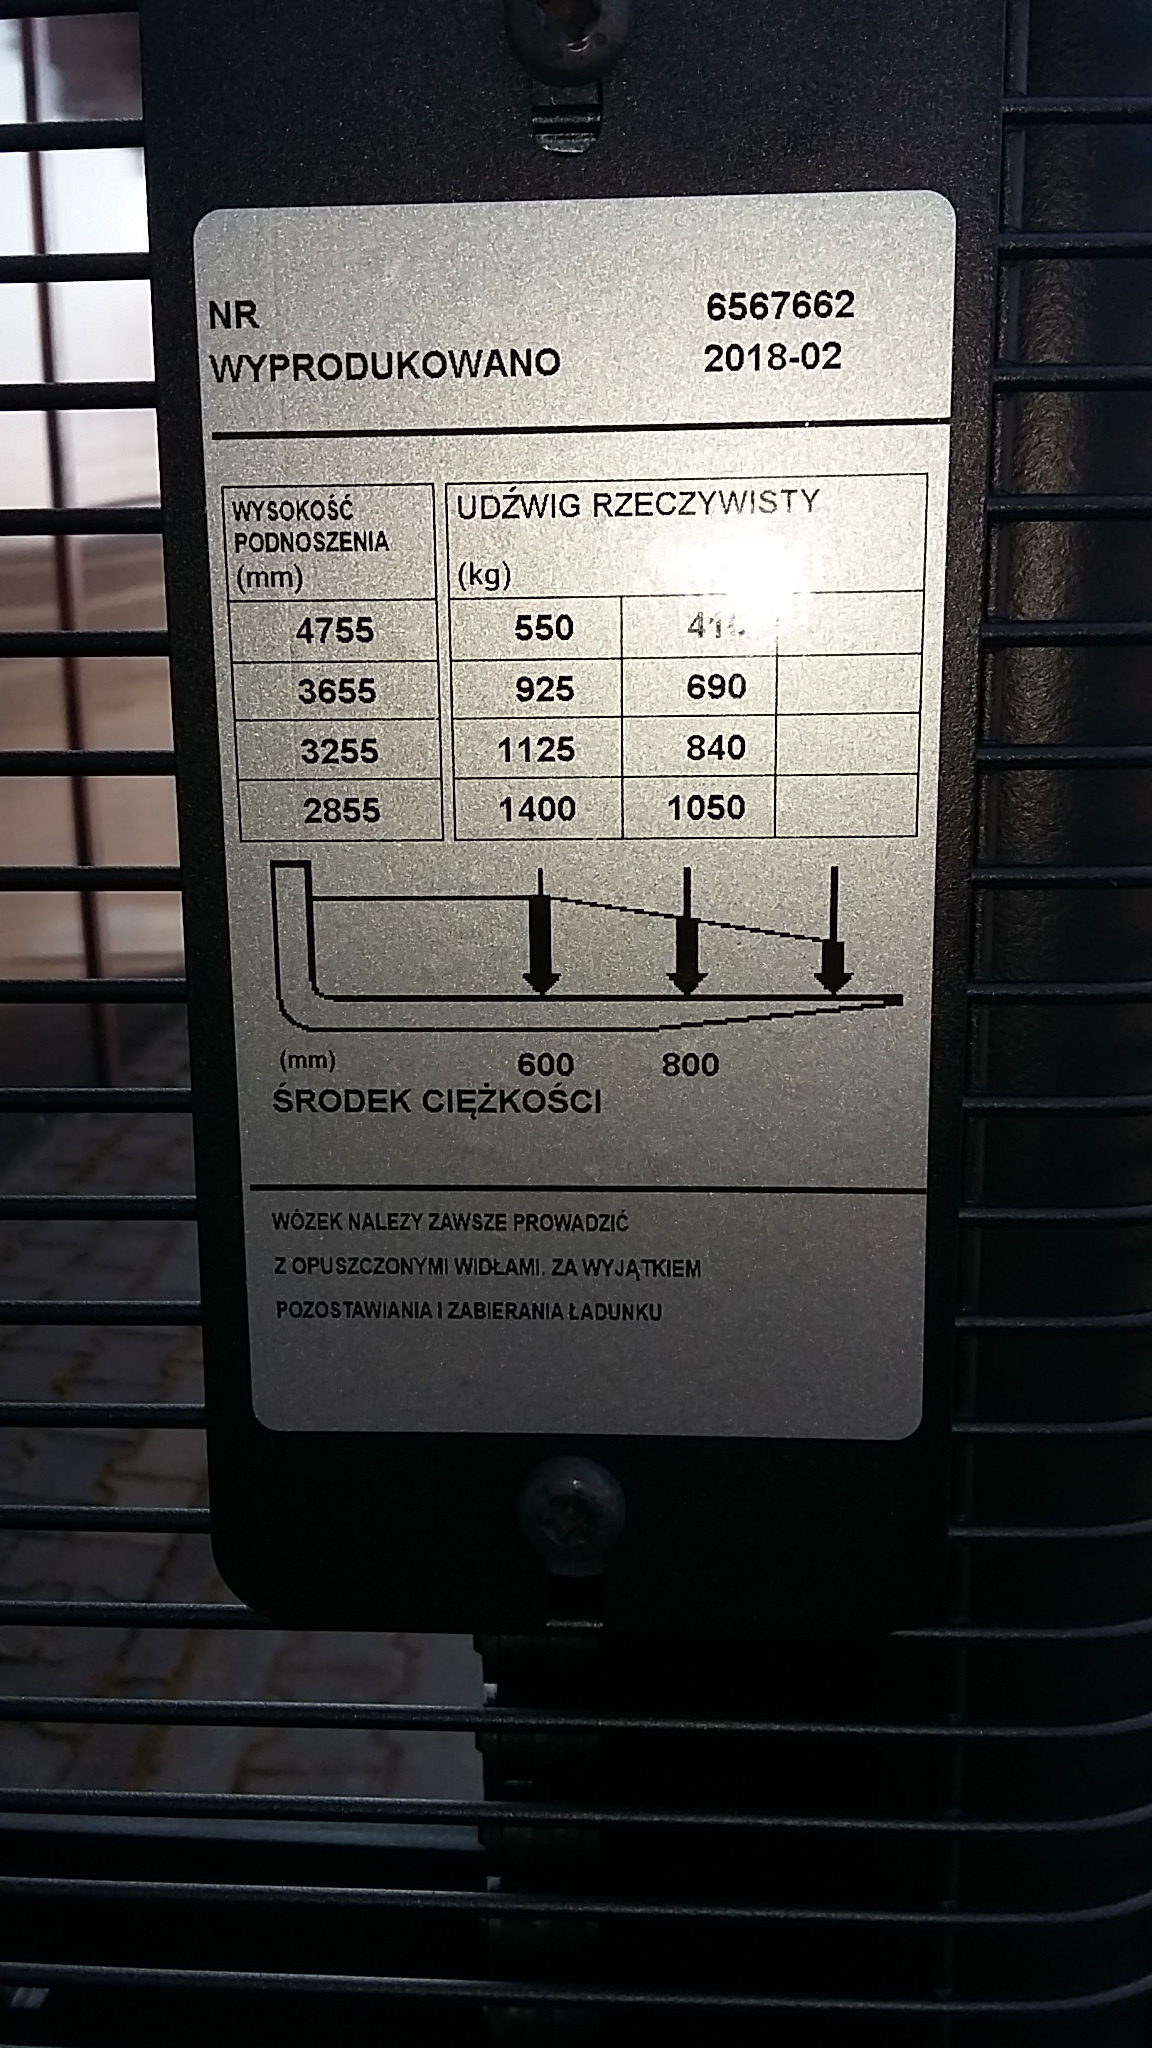 NR 6567662
WYPRODUKOWANO 2018-02
WYSOKOŚĆ PODNOSZENIA (mm) UDŹWIG RZECZYWISTY (kg)
4755 550
3655 925 690
3255 1125 840
2855 1400 1050
(mm) 600 800
ŚRODEK CIĘŻKOŚCI
WÓZEK NALEZY ZAWSZE PROWADZIĆ
Z OPUSZCZONYMI WIDŁAMI. ZA WYJĄTKIEM
POZOSTAWIANIA I ZABIERANIA ŁADUNKU